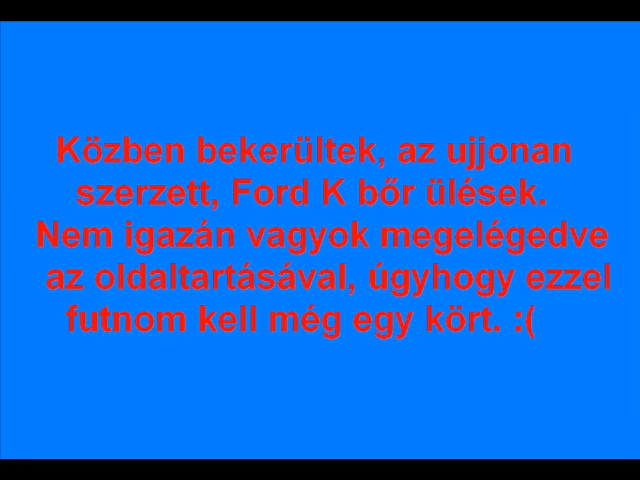 Közben bekerültek, az ujjonan
szerzett, Ford K bőr ülések.
Nem igazán vagyok megelégedve
az oldaltartásával, úgyhogy ezzel
futnom kell még egy kört. :(